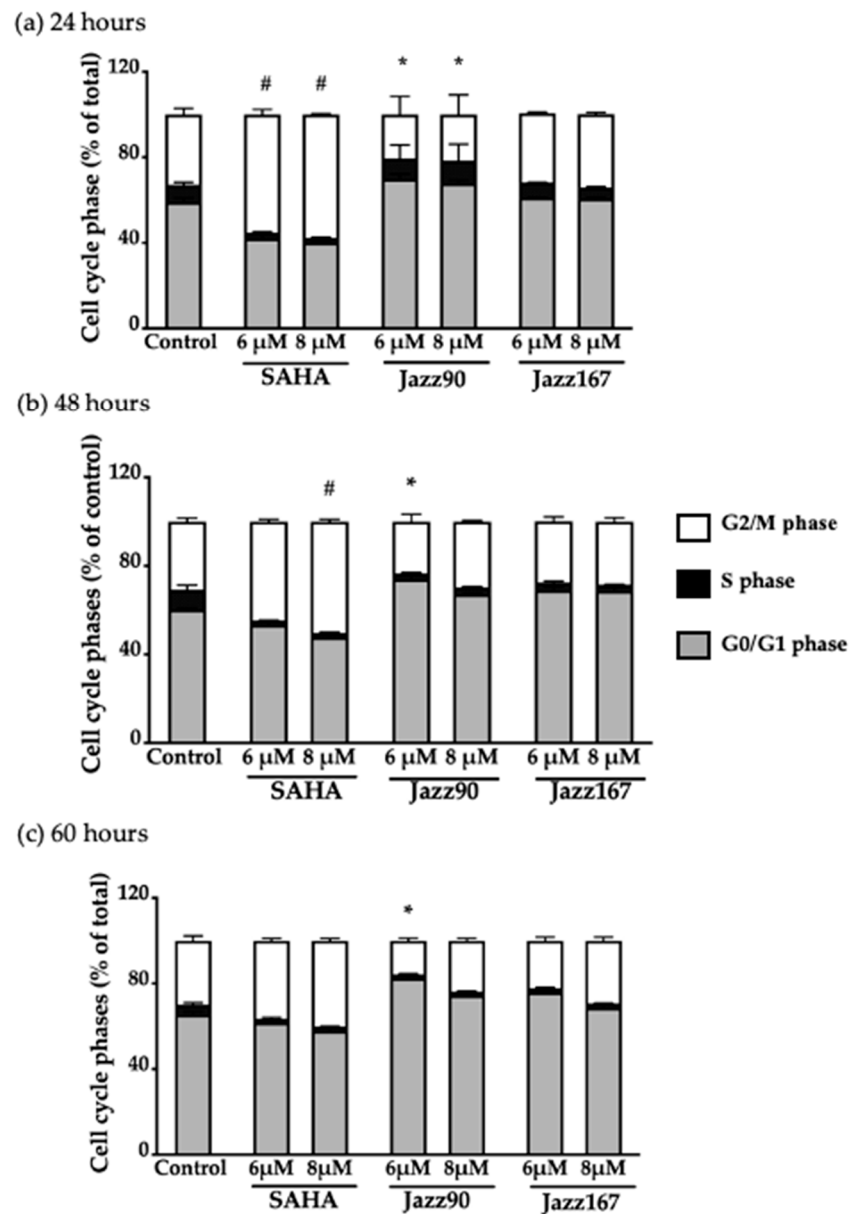 (a) 24 hours
Cell cycle phase (% of total)
120
80
40
0
# # * *
Control 6 µM 8 µM 6 µM 8 µM 6 µM 8 µM
SAHA Jazz90 Jazz167
(b) 48 hours
Cell cycle phases (% of control)
120
80
40
0
# *
Control 6 µM 8 µM 6 µM 8 µM 6 µM 8 µM
SAHA Jazz90 Jazz167
G2/M phase
S phase
G0/G1 phase
(c) 60 hours
Cell cycle phases (% of total)
120
80
40
0
*
Control 6µM 8µM 6µM 8µM 6µM 8µM
SAHA Jazz90 Jazz167